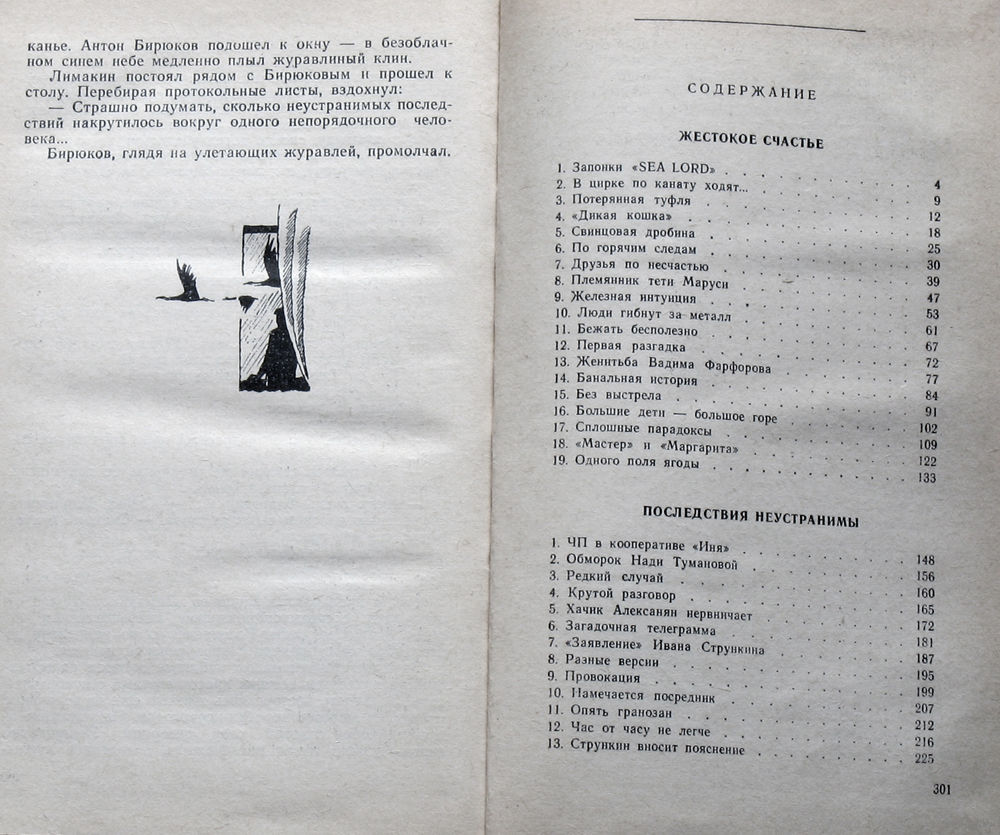 канье. Антон Бирюков подошел к окну — в безоблач-
ном синем небе медленно плыл журавлиный клин.
Лимакин постоял рядом с Бирюковым и прошел к
столу. Перебирая протокольные листы, вздохнул:
— Страшно подумать, сколько неустранимых послед-
ствий накрутилось вокруг одного непорядочного чело-
века...
Бирюков, глядя на улетающих журавлей, промолчал.
СОДЕРЖАНИЕ
ЖЕСТОКОЕ СЧАСТЬЕ
1. Запонки «SEA LORD» . . . . . . . 4
2. В цирке по канату ходят... . . . . . . . 9
3. Потерянная туфля . . . . . . . 12
4. «Дикая кошка» . . . . . . . 18
5. Свинцовая дробина . . . . . . . 25
6. По горячим следам . . . . . . . 30
7. Друзья по несчастью . . . . . . . 39
8. Племянник тети Маруси . . . . . . . 47
9. Железная интуиция . . . . . . . 53
10. Люди гибнут за металл . . . . . . . 61
11. Бежать бесполезно . . . . . . . 67
12. Первая разгадка . . . . . . . 72
13. Женитьба Вадима Фарфорова . . . . . . . 77
14. Банальная история . . . . . . . 84
15. Без выстрела . . . . . . . 91
16. Большие дети — большое горе . . . . . . . 102
17. Сплошные парадоксы . . . . . . . 109
18. «Мастер» и «Маргарита» . . . . . . . 122
19. Одного поля ягоды . . . . . . . 133
ПОСЛЕДСТВИЯ НЕУСТРАНИМЫ
1. ЧП в кооперативе «Иня» . . . . . . . 148
2. Обморок Нади Тумановой . . . . . . . 156
3. Редкий случай . . . . . . . 160
4. Крутой разговор . . . . . . . 165
5. Хачик Алексанян нервничает . . . . . . . 172
6. Загадочная телеграмма . . . . . . . 181
7. «Заявление» Ивана Стрункина . . . . . . . 187
8. Разные версии . . . . . . . 195
9. Провокация . . . . . . . 199
10. Намечается посредник . . . . . . . 207
11. Опять гранозан . . . . . . . 212
12. Час от часу не легче . . . . . . . 216
13. Стрункин вносит пояснение . . . . . . . 225
301